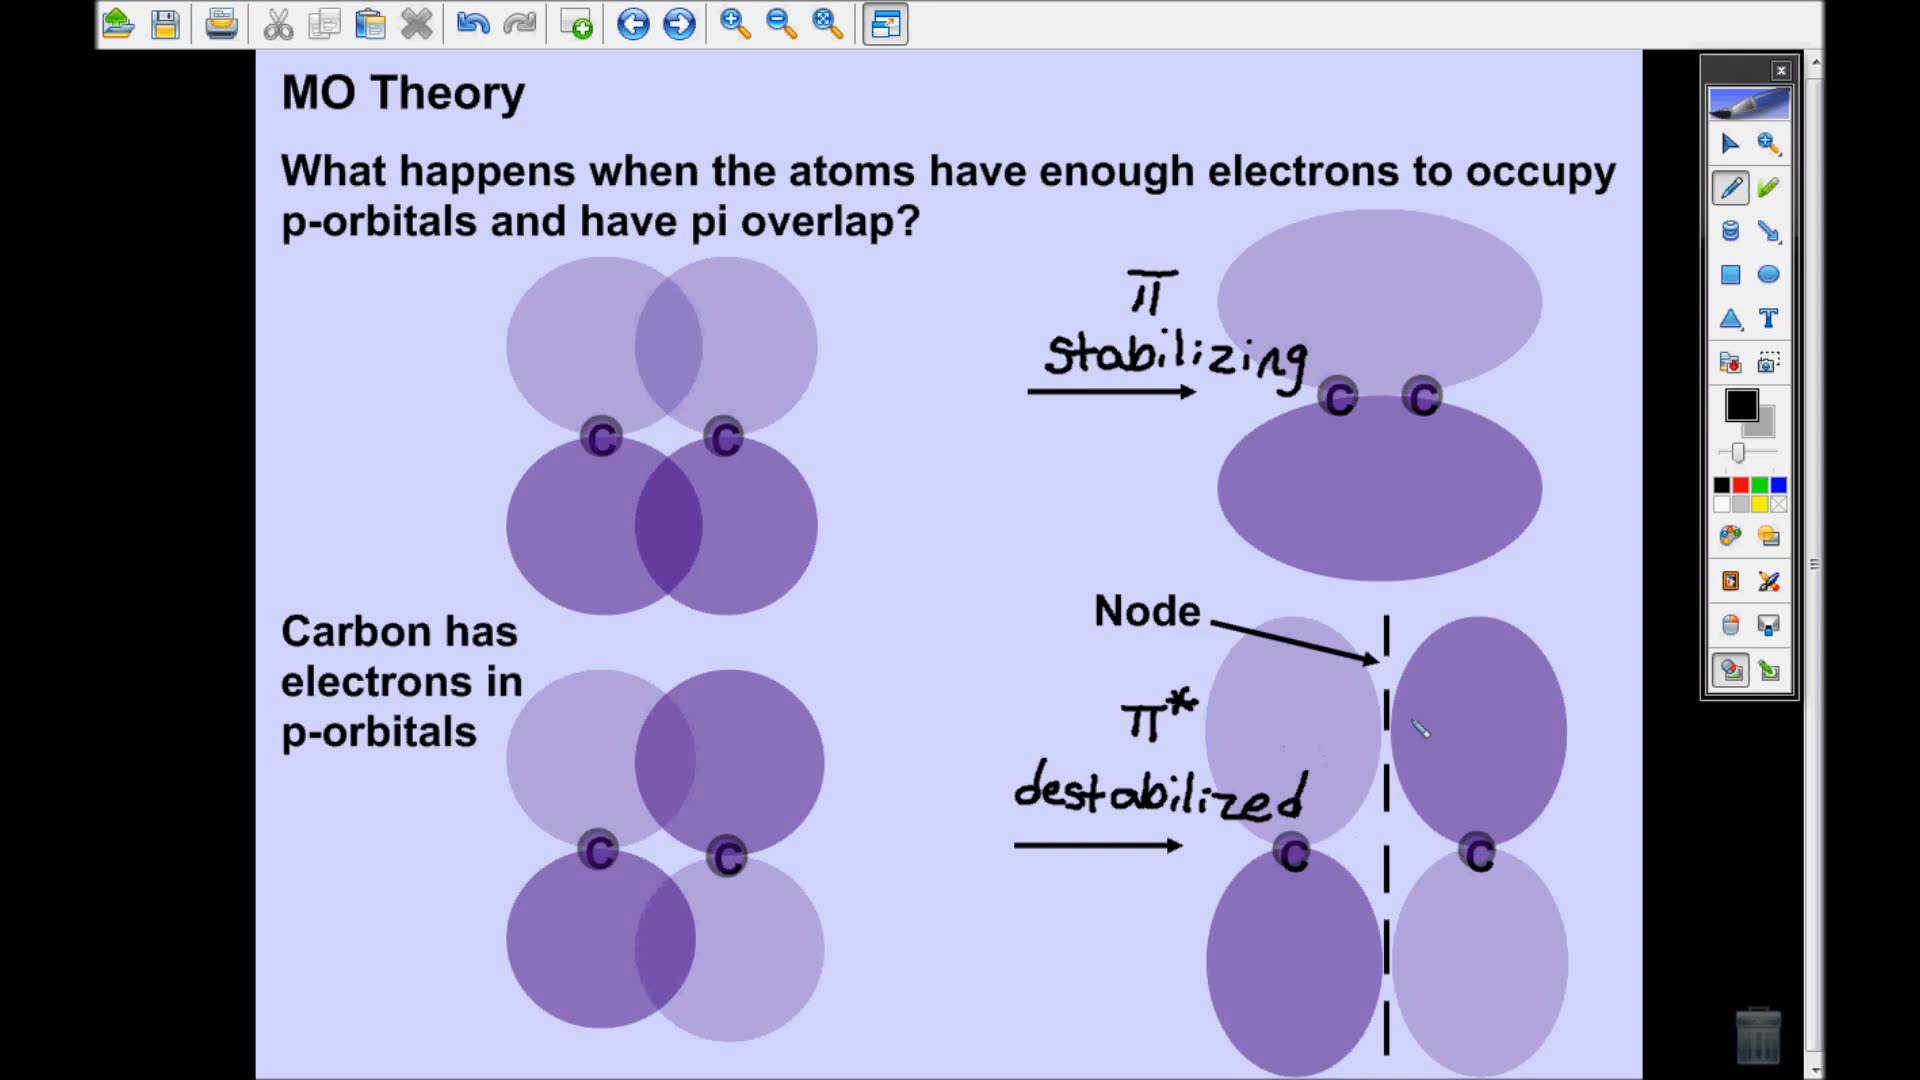 MO Theory
What happens when the atoms have enough electrons to occupy
p-orbitals and have pi overlap?
π
stabilizing
C C
C C
Carbon has
electrons in
p-orbitals
Node
π*
destabilized
C C
C C